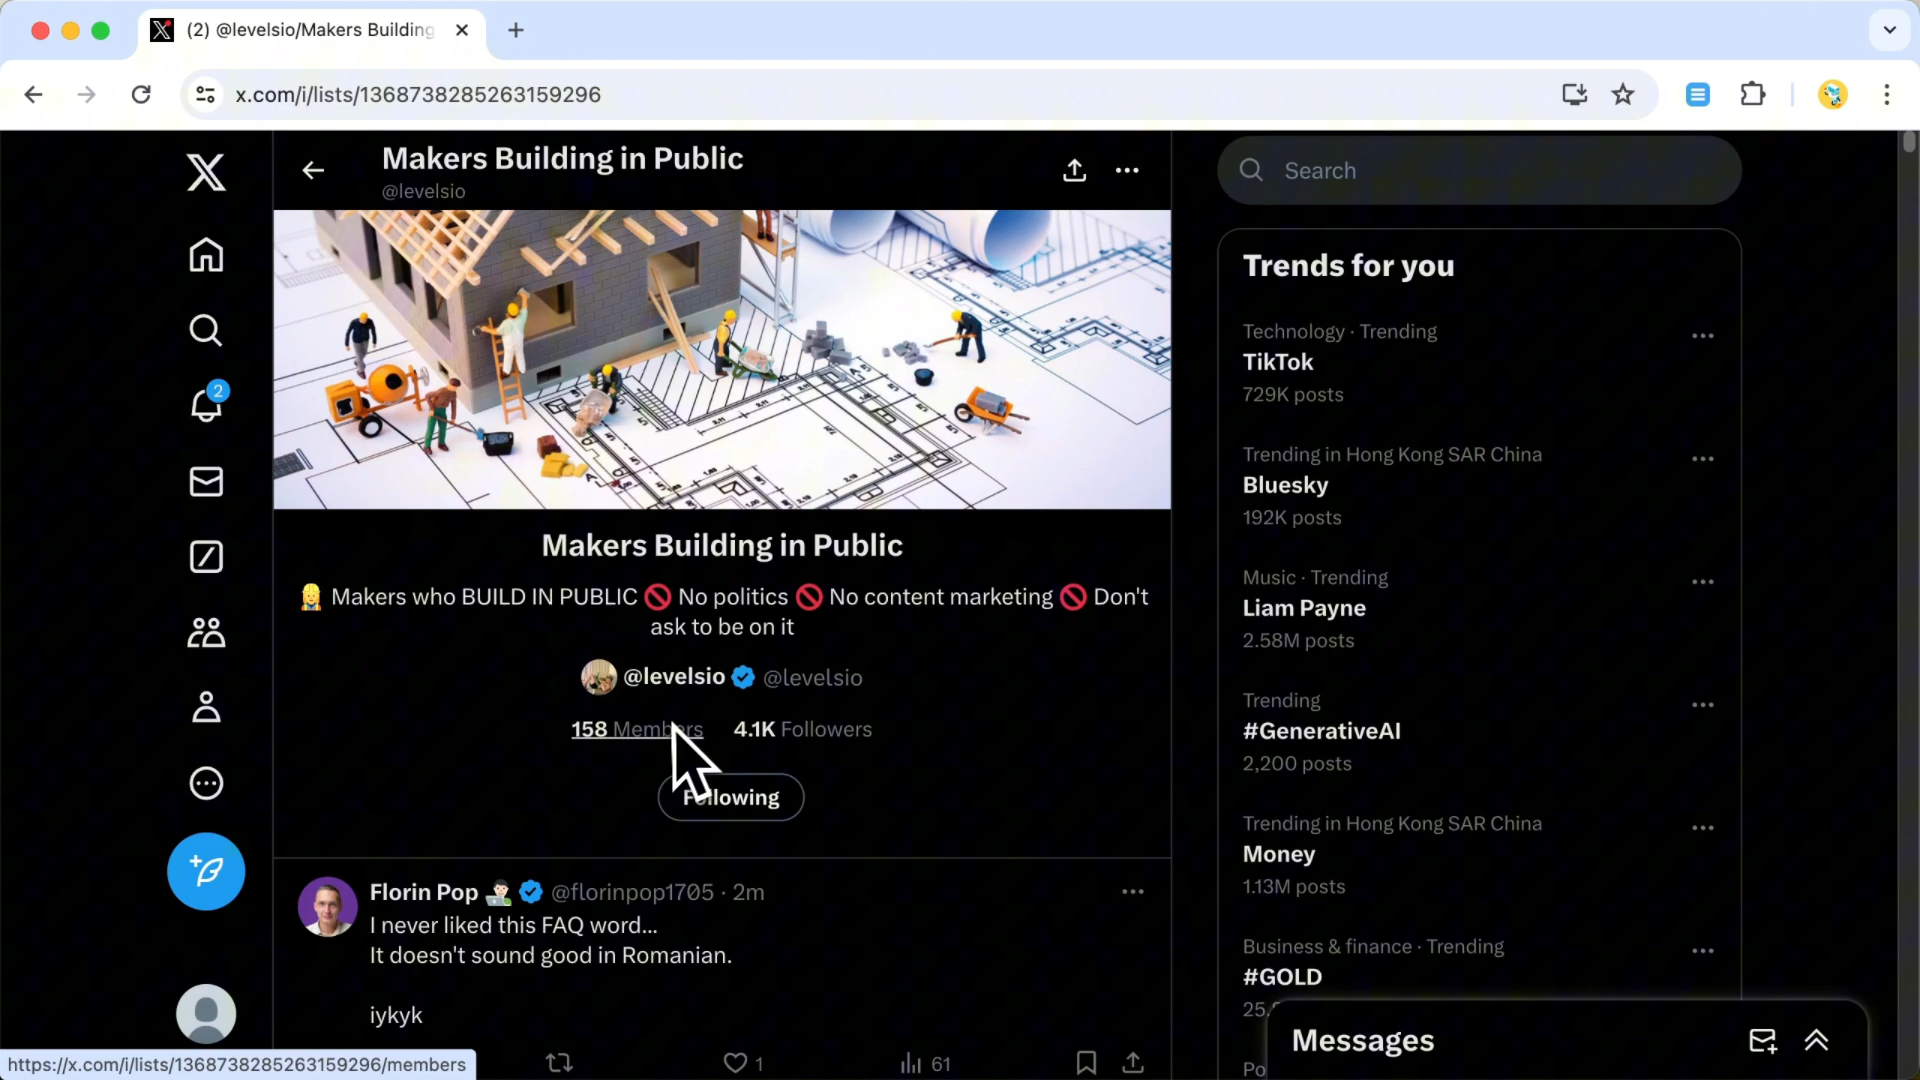 (2) @levelsio/Makers Building
x.com/i/lists/1368738285263159296
Makers Building in Public
@levelsio
Search
Trends for you
Technology · Trending
TikTok
729K posts
Trending in Hong Kong SAR China
Bluesky
192K posts
Music · Trending
Liam Payne
2.58M posts
Trending
#GenerativeAI
2,200 posts
Trending in Hong Kong SAR China
Money
1.13M posts
Business & finance · Trending
#GOLD
25.
Po
2
Makers Building in Public
👷 Makers who BUILD IN PUBLIC 🚫 No politics 🚫 No content marketing 🚫 Don't
ask to be on it
@levelsio @levelsio
158 Members 4.1K Followers
Following
Florin Pop 👨🏻‍💻 @florinpop1705 · 2m
I never liked this FAQ word...
It doesn't sound good in Romanian.
iykyk
1 61
Messages
https://x.com/i/lists/1368738285263159296/members